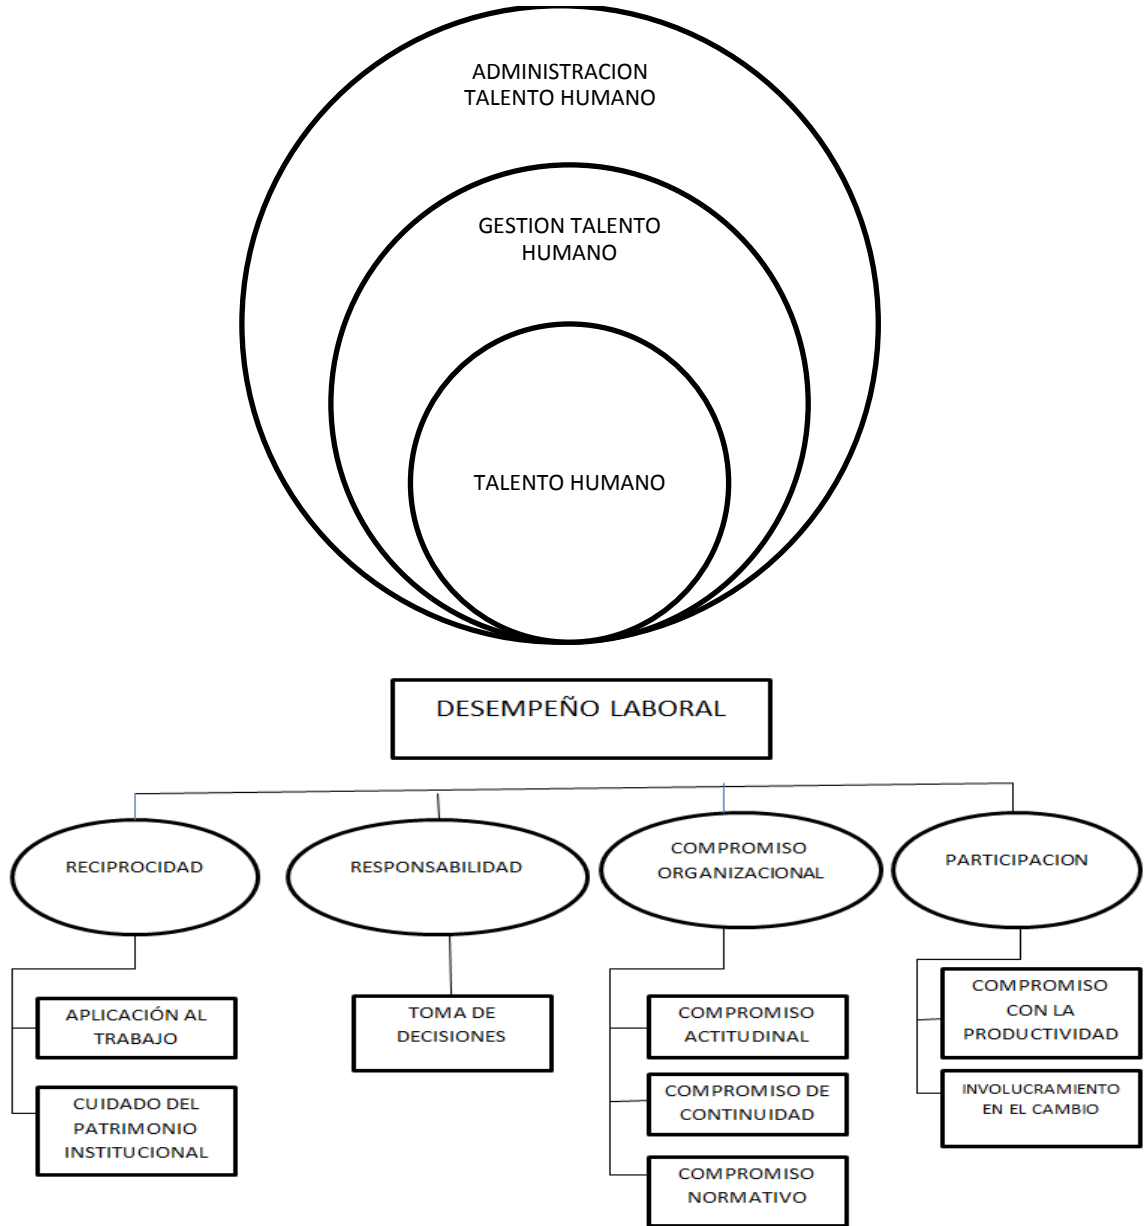 ADMINISTRACION
TALENTO HUMANO
GESTION TALENTO
HUMANO
TALENTO HUMANO
DESEMPEÑO LABORAL
RECIPROCIDAD
RESPONSABILIDAD
COMPROMISO
ORGANIZACIONAL
PARTICIPACION
APLICACIÓN AL
TRABAJO
CUIDADO DEL
PATRIMONIO
INSTITUCIONAL
TOMA DE
DECISIONES
COMPROMISO
ACTITUDINAL
COMPROMISO DE
CONTINUIDAD
COMPROMISO
NORMATIVO
COMPROMISO
CON LA
PRODUCTIVIDAD
INVOLUCRAMIENTO
EN EL CAMBIO